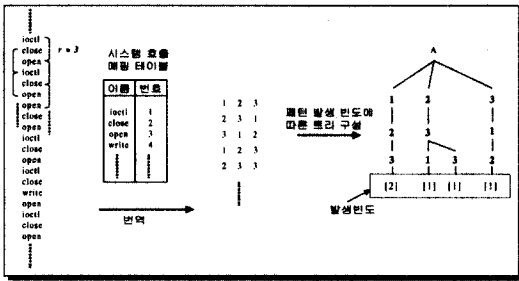 ioctl
close
open
ioctl
close
open
open
close
open
ioctl
close
open
ioctl
close
write
open
ioctl
close
open
r = 3
시스템 호출
매핑 테이블
어름 번호
ioctl 1
close 2
open 3
write 4
번역
1 2 3
2 3 1
3 1 2
1 2 3
2 3 3
패턴 발생 빈도에
따른 트리 구성
A
1 2 3
2 3 1
3 1 3 2
[2] [1] [1] [1]
발생빈도